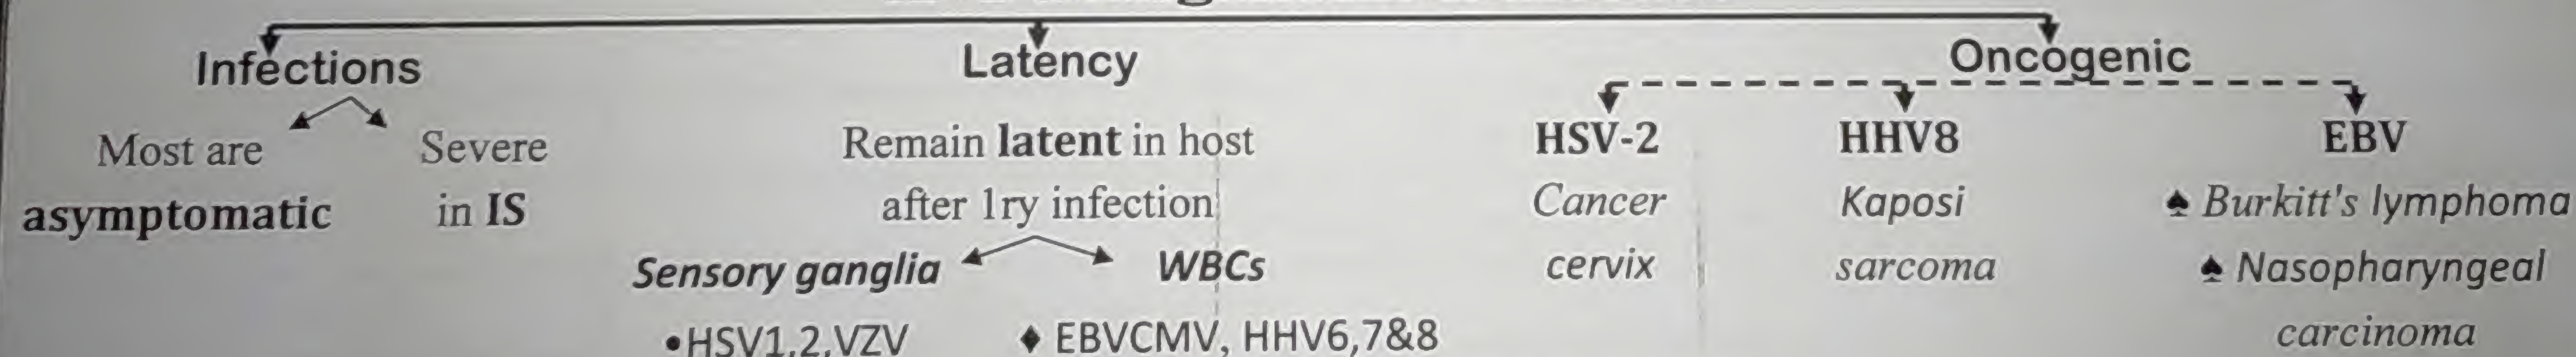 Infections
Latency
Oncogenic
Most are
asymptomatic
Severe
in IS
Remain latent in host
after 1ry infection
Sensory ganglia
•HSV1,2,VZV
WBCs
♦ EBVCMV, HHV6,7&8
HSV-2
Cancer
cervix
HHV8
Kaposi
sarcoma
EBV
♠ Burkitt's lymphoma
♠ Nasopharyngeal
carcinoma